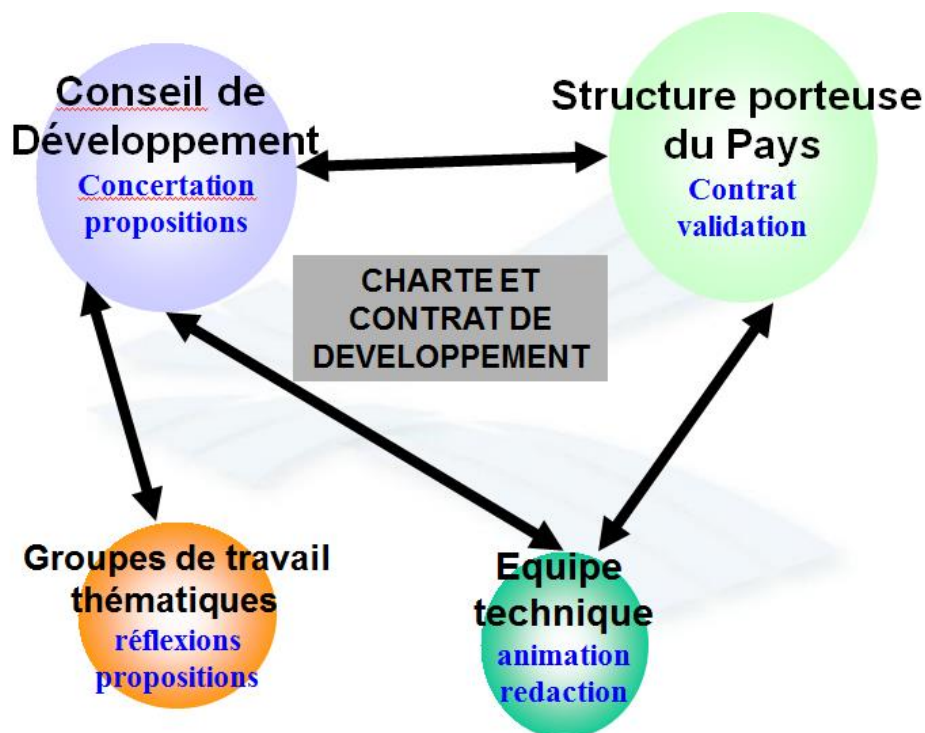 Conseil de
Développement
Concertation
propositions
Structure porteuse
du Pays
Contrat
validation
CHARTE ET
CONTRAT DE
DEVELOPPEMENT
Groupes de travail
thématiques
réflexions
propositions
Equipe
technique
animation
redaction